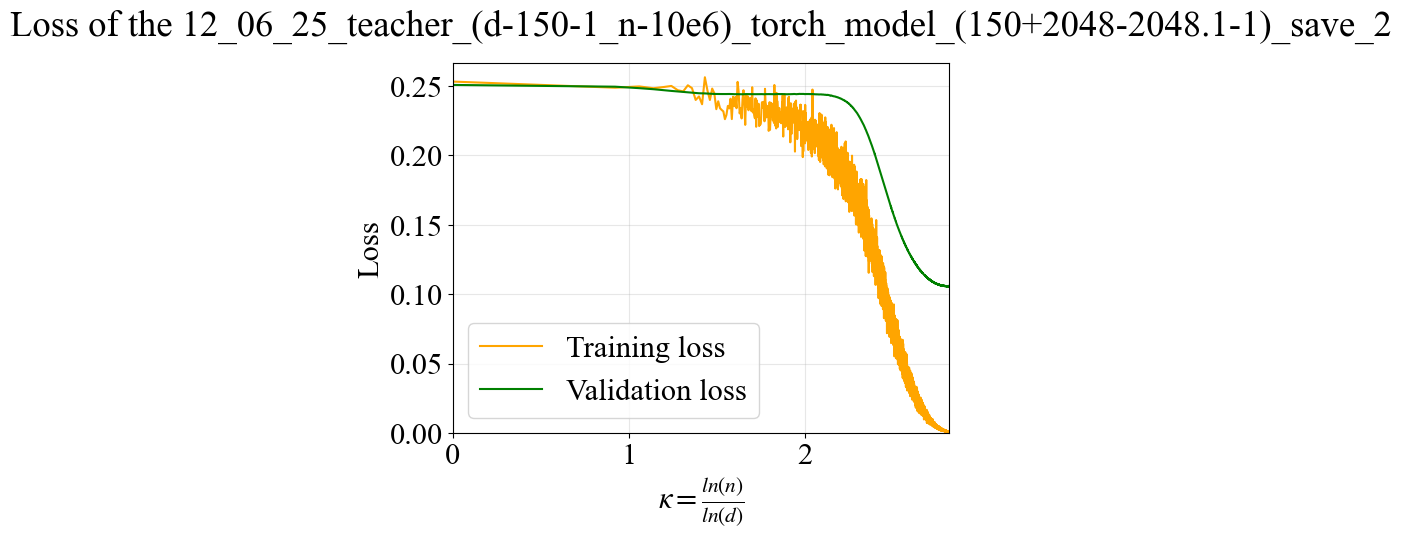 Loss of the 12_06_25_teacher_(d-150-1_n-10e6)_torch_model_(150+2048-2048.1-1)_save_2
0.25
0.20
0.15
0.10
0.05
0.00
Loss
Training loss
Validation loss
0 1 2
κ = ln(n)/ln(d)